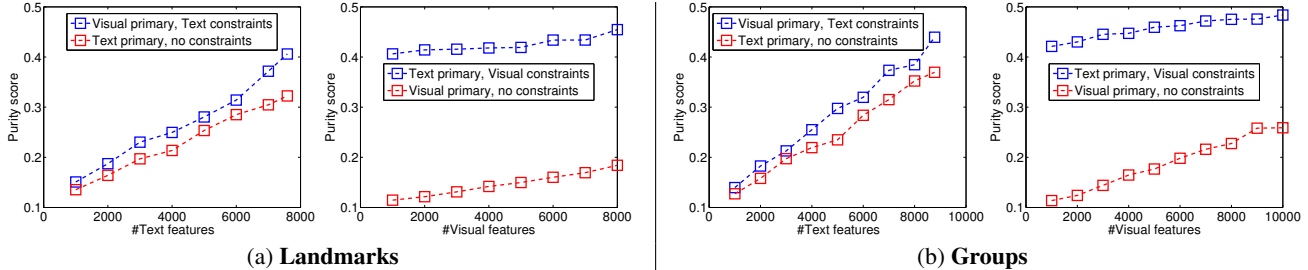 0.5
0.4
0.3
0.2
0.1
Purity score
Visual primary, Text constraints
Text primary, no constraints
0 2000 4000 6000 8000
#Text features
0.5
0.4
0.3
0.2
0.1
Purity score
Text primary, Visual constraints
Visual primary, no constraints
0 2000 4000 6000 8000
#Visual features
(a) Landmarks
0.5
0.4
0.3
0.2
0.1
Purity score
Visual primary, Text constraints
Text primary, no constraints
0 2000 4000 6000 8000 10000
#Text features
0.5
0.4
0.3
0.2
0.1
Purity score
Text primary, Visual constraints
Visual primary, no constraints
0 2000 4000 6000 8000 10000
#Visual features
(b) Groups